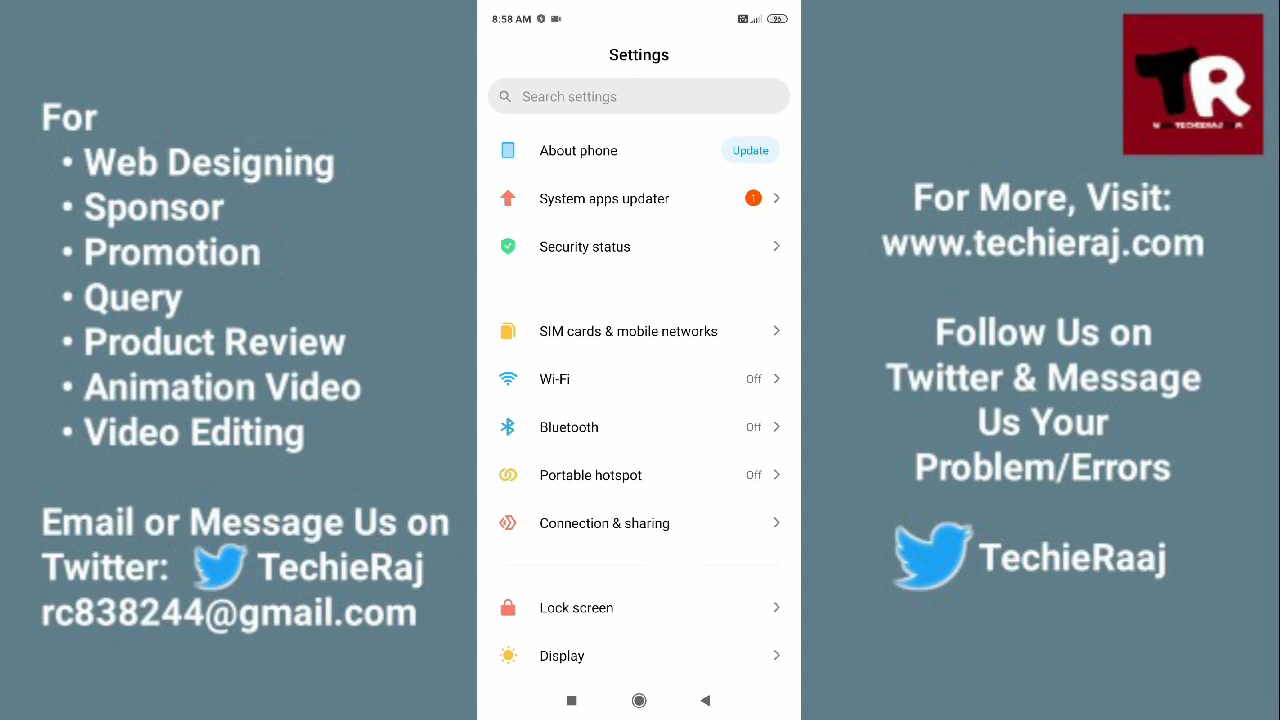 For
• Web Designing
• Sponsor
• Promotion
• Query
• Product Review
• Animation Video
• Video Editing
Email or Message Us on
Twitter: TechieRaj
rc838244@gmail.com
8:58 AM
96
Settings
Search settings
About phone Update
System apps updater 1
Security status
SIM cards & mobile networks
Wi-Fi Off
Bluetooth Off
Portable hotspot Off
Connection & sharing
Lock screen
Display
TR
For More, Visit:
www.techieraj.com
Follow Us on
Twitter & Message
Us Your
Problem/Errors
TechieRaaj